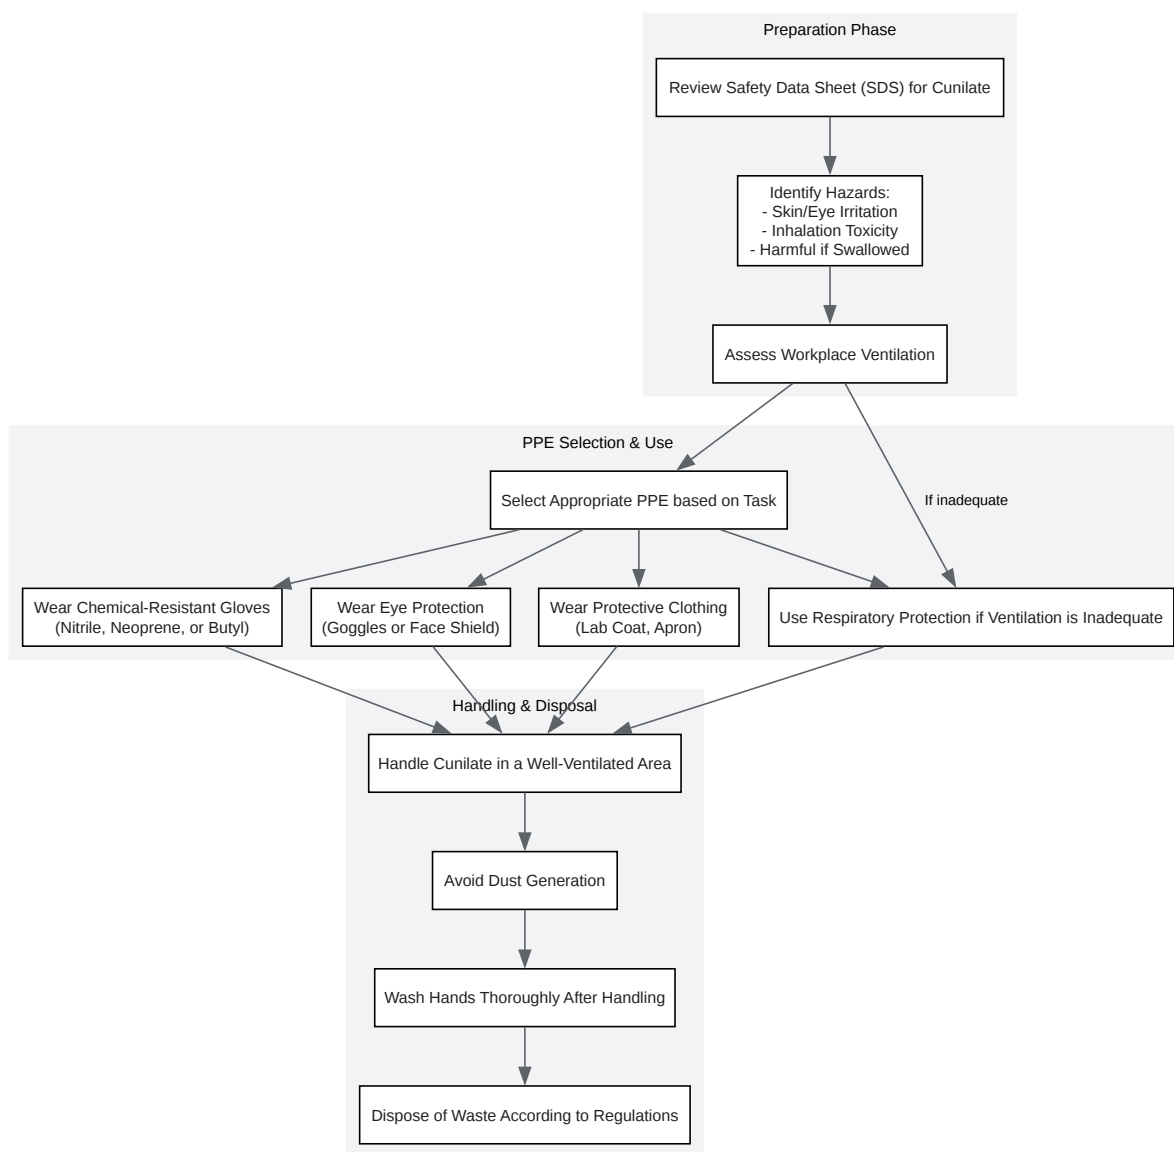 Preparation Phase
Review Safety Data Sheet (SDS) for Cunilate
Identify Hazards:
- Skin/Eye Irritation
- Inhalation Toxicity
- Harmful if Swallowed
Assess Workplace Ventilation
PPE Selection & Use
Select Appropriate PPE based on Task
If inadequate
Wear Chemical-Resistant Gloves
(Nitrile, Neoprene, or Butyl)
Wear Eye Protection
(Goggles or Face Shield)
Wear Protective Clothing
(Lab Coat, Apron)
Use Respiratory Protection if Ventilation is Inadequate
Handling & Disposal
Handle Cunilate in a Well-Ventilated Area
Avoid Dust Generation
Wash Hands Thoroughly After Handling
Dispose of Waste According to Regulations